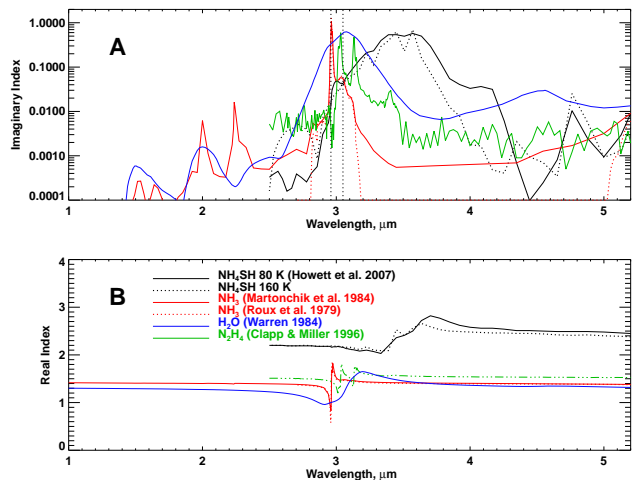 A
Imaginary Index
1.0000
0.1000
0.0100
0.0010
0.0001
1 2 3 4 5
Wavelength, μm
B
Real Index
4
3
2
1
0
NH₄SH 80 K (Howett et al. 2007)
NH₄SH 160 K
NH₃ (Martonchik et al. 1984)
NH₃ (Roux et al. 1979)
H₂O (Warren 1984)
N₂H₄ (Clapp & Miller 1996)
1 2 3 4 5
Wavelength, μm